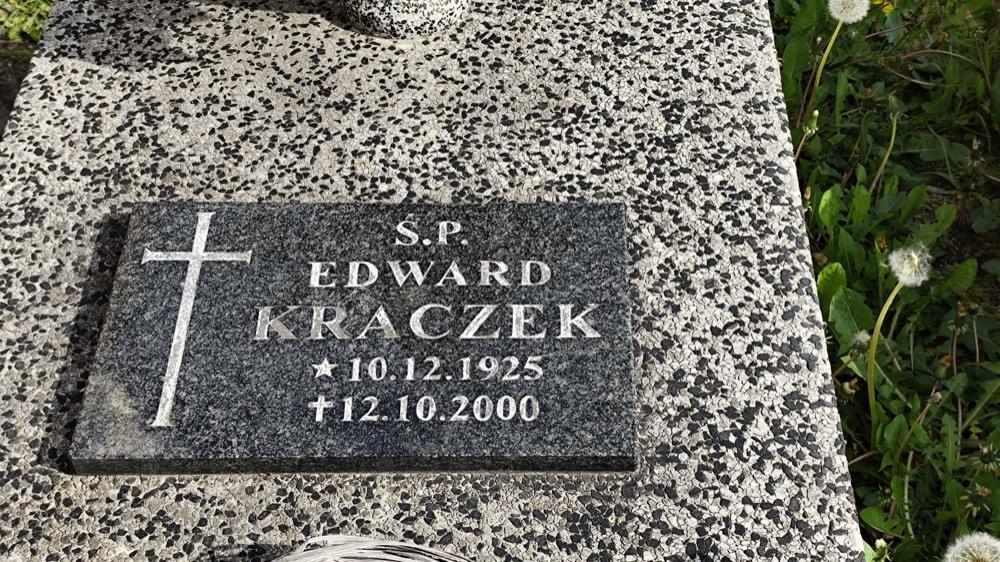 Ś.P.
EDWARD
KRACZEK
★10.12.1925
✝12.10.2000